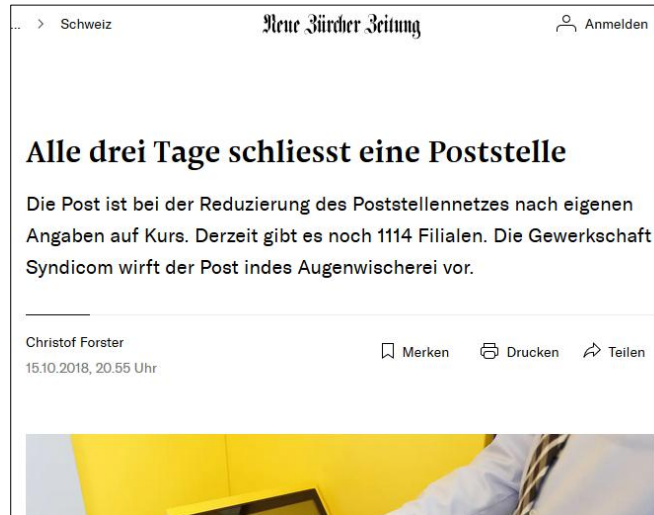 ... > Schweiz Neue Zürcher Zeitung Anmelden
Alle drei Tage schliesst eine Poststelle
Die Post ist bei der Reduzierung des Poststellennetzes nach eigenen
Angaben auf Kurs. Derzeit gibt es noch 1114 Filialen. Die Gewerkschaft
Syndicom wirft der Post indes Augenwischerei vor.
Christof Forster
Merken Drucken Teilen
15.10.2018, 20.55 Uhr